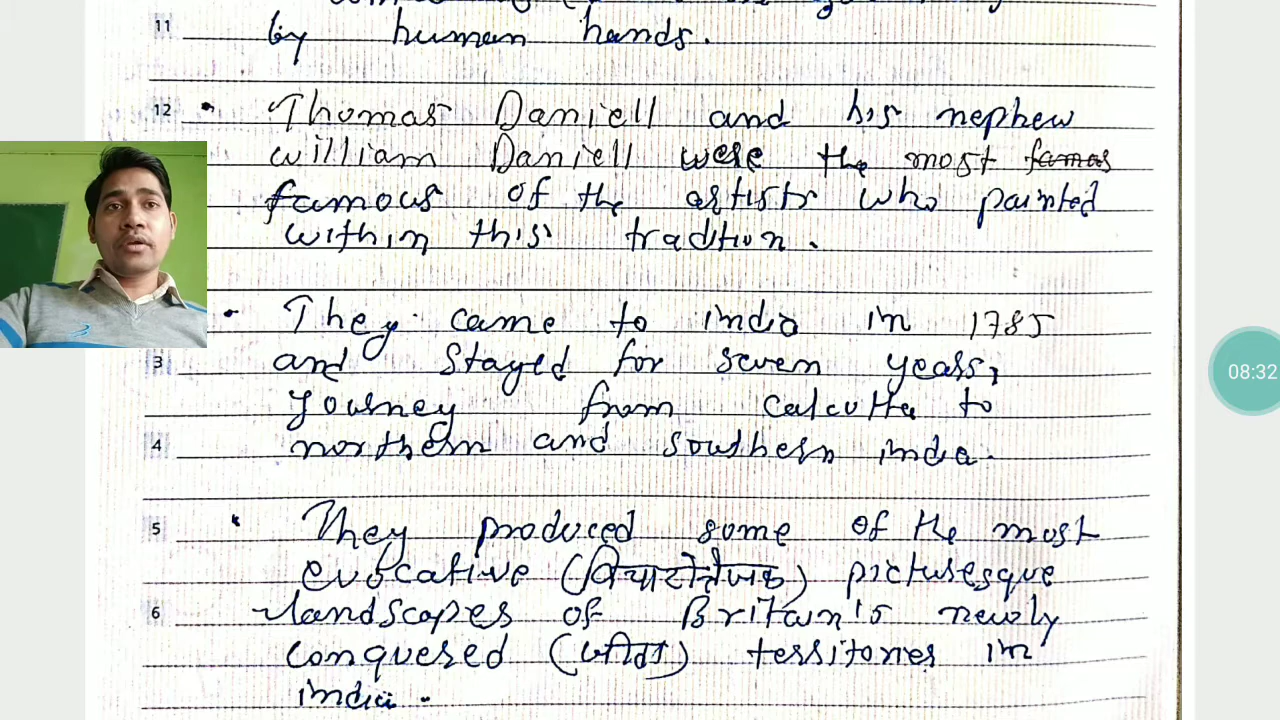 11
by human hands.
12 • Thomas Daniell and his nephew
william Daniell were the most famas
famous of the artists who painted
within this tradition.
• They came to india in 1785
3 and stayed for seven years,
Journey from calcutta to
4 northern and southern india.
5 • They produced some of the most
evocative (विचारोत्तेजक) picturesque
6 landscapes of Britain's newly
conquered (जीता) territories in
india.
08:32